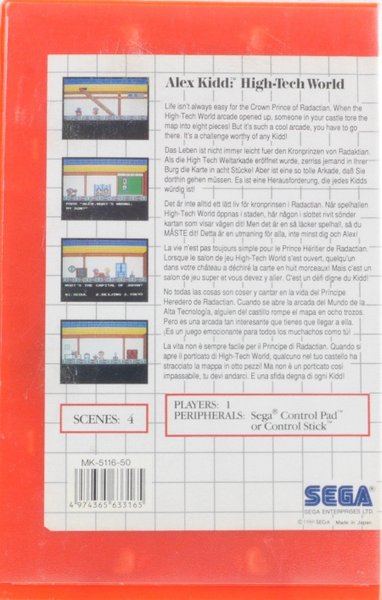 Alex Kidd:™ High-Tech World
Life isn't always easy for the Crown Prince of Radactian. When the
High-Tech World arcade opened up, someone in your castle tore the
map into eight pieces! But it's such a cool arcade, you have to go
there. It's a challenge worthy of any Kidd!
Das Leben ist nicht immer leicht fuer den Kronprinzen von Radaktian.
Als die High Tech Weltarkade eröffnet wurde, zerriss jemand in Ihrer
Burg die Karte in acht Stücke! Aber ist eine so tolle Arkade, daß Sie
dorthin gehen müssen. Es ist eine Herausforderung, die jedes Kidds
würdig ist!
Det är inte alltid ett lätt liv för kronprinsen i Radactian. När spelhallen
High-Tech World öppnas i staden, har någon i slottet rivit sönder
kartan som visar vägen dit! Men det är en så läcker spelhall, så du
MÅSTE dit! Detta är en utmaning för alla, inte minst dig och Alex!
La vie n'est pas toujours simple pour le Prince Héritier de Radactian.
Lorsque le salon de jeu High-Tech World s'est ouvert, quelqu'un
dans votre château a déchiré la carte en huit morceaux! Mais c'est un
salon de jeu super et vous devez y aller. C'est un défi digne du Kidd!
No todas las cosas son coser y cantar en la vida del Príncipe
Heredero de Radactian. Cuando se abre la arcada del Mundo de la
Alta Tecnología, alguien del castillo rompe el mapa en ocho trozos.
Pero es una arcada tan interesante que tienes que llegar a ella.
¡Es un juego emocionante para todos los muchachos como tú!
La vita non è sempre facile per il Principe di Radactian. Quando si
apre il porticato di High-Tech World, qualcuno nel tuo castello ha
stracciato la mappa in otto pezzi! Ma non è un porticato così
impassabile, tu devi andarci. E una sfida degna di ogni Kidd!
WHAT'S THE CAPITAL OF JAPAN?
SCENES: 4
PLAYERS: 1
PERIPHERALS: Sega® Control Pad™
or Control Stick™
MK-5116-50
4 974365 633165
SEGA®
SEGA ENTERPRISES LTD.
SEGA Made in Japan